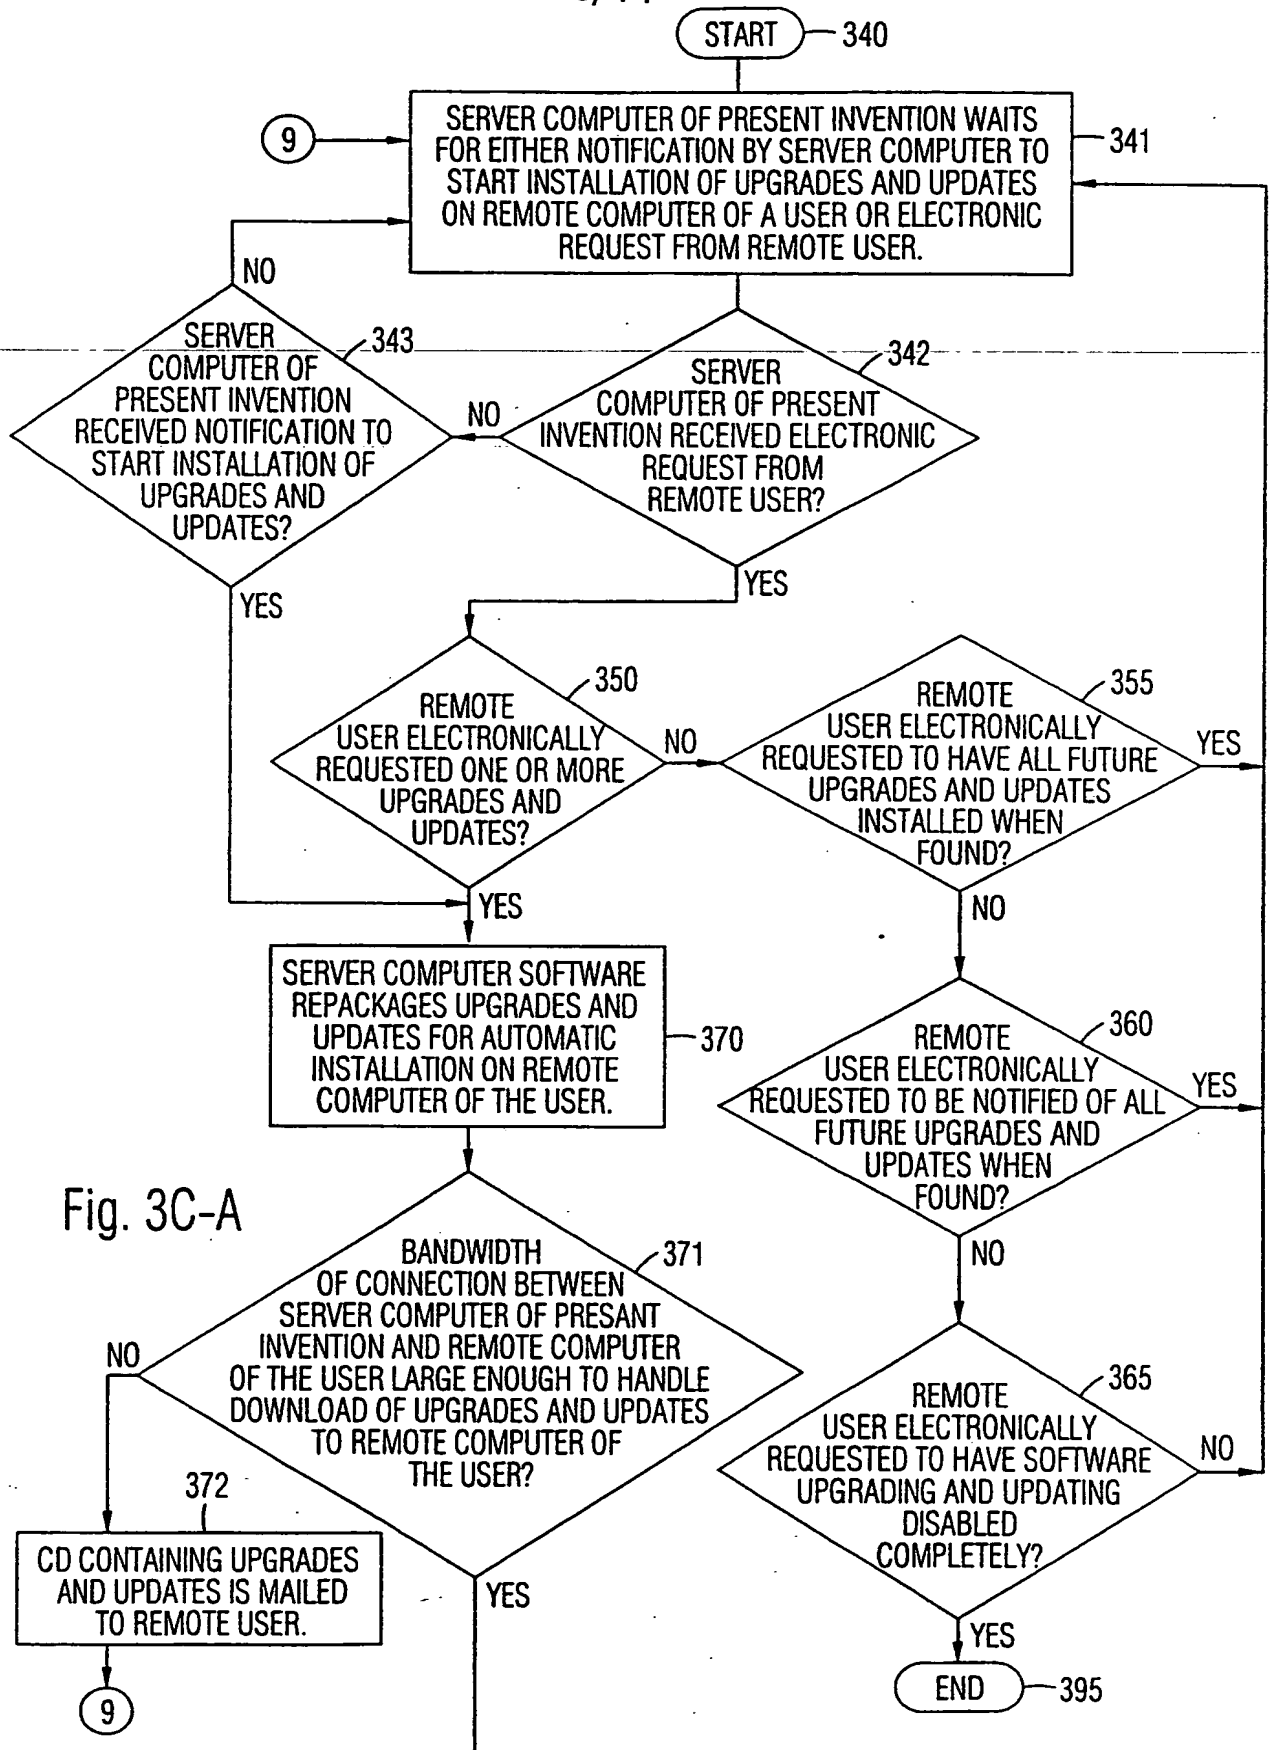 START
340
SERVER COMPUTER OF PRESENT INVENTION WAITS
FOR EITHER NOTIFICATION BY SERVER COMPUTER TO
START INSTALLATION OF UPGRADES AND UPDATES
ON REMOTE COMPUTER OF A USER OR ELECTRONIC
REQUEST FROM REMOTE USER.
341
9
NO
SERVER
COMPUTER OF
PRESENT INVENTION
RECEIVED NOTIFICATION TO
START INSTALLATION OF
UPGRADES AND
UPDATES?
343
NO
SERVER
COMPUTER OF PRESENT
INVENTION RECEIVED ELECTRONIC
REQUEST FROM
REMOTE USER?
342
YES
YES
REMOTE
USER ELECTRONICALLY
REQUESTED ONE OR MORE
UPGRADES AND
UPDATES?
350
NO
REMOTE
USER ELECTRONICALLY
REQUESTED TO HAVE ALL FUTURE
UPGRADES AND UPDATES
INSTALLED WHEN
FOUND?
355
YES
YES
NO
SERVER COMPUTER SOFTWARE
REPACKAGES UPGRADES AND
UPDATES FOR AUTOMATIC
INSTALLATION ON REMOTE
COMPUTER OF THE USER.
370
REMOTE
USER ELECTRONICALLY
REQUESTED TO BE NOTIFIED OF ALL
FUTURE UPGRADES AND
UPDATES WHEN
FOUND?
360
YES
NO
Fig. 3C-A
BANDWIDTH
OF CONNECTION BETWEEN
SERVER COMPUTER OF PRESANT
INVENTION AND REMOTE COMPUTER
OF THE USER LARGE ENOUGH TO HANDLE
DOWNLOAD OF UPGRADES AND UPDATES
TO REMOTE COMPUTER OF
THE USER?
371
NO
YES
REMOTE
USER ELECTRONICALLY
REQUESTED TO HAVE SOFTWARE
UPGRADING AND UPDATING
DISABLED
COMPLETELY?
365
NO
YES
372
CD CONTAINING UPGRADES
AND UPDATES IS MAILED
TO REMOTE USER.
9
END
395